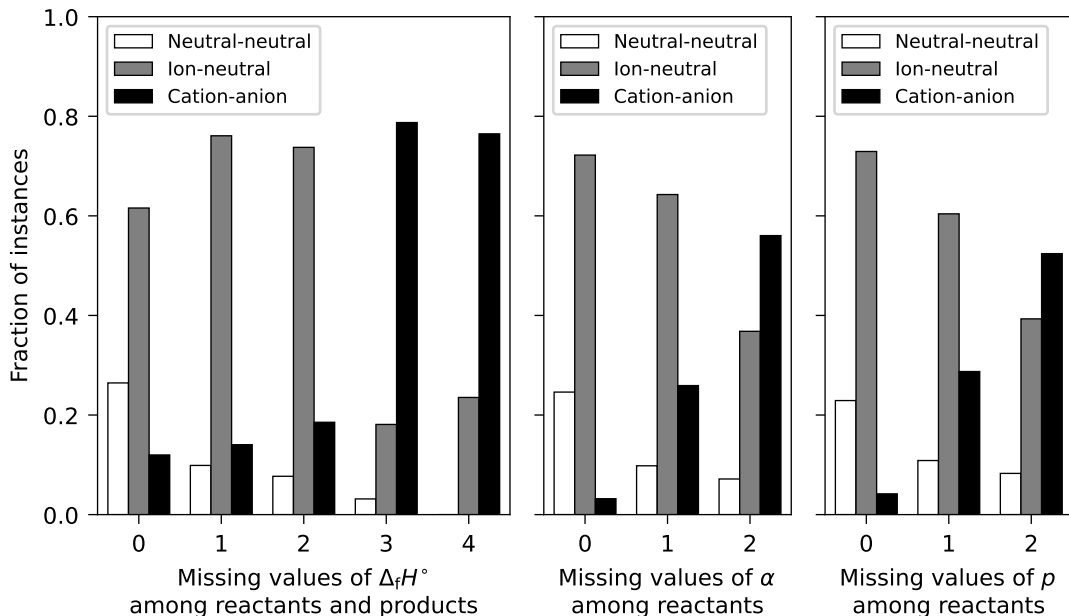 Fraction of instances
1.0
0.8
0.6
0.4
0.2
0.0
Neutral-neutral
Ion-neutral
Cation-anion
0 1 2 3 4
Missing values of Δ_fH°
among reactants and products
Neutral-neutral
Ion-neutral
Cation-anion
0 1 2
Missing values of α
among reactants
Neutral-neutral
Ion-neutral
Cation-anion
0 1 2
Missing values of p
among reactants